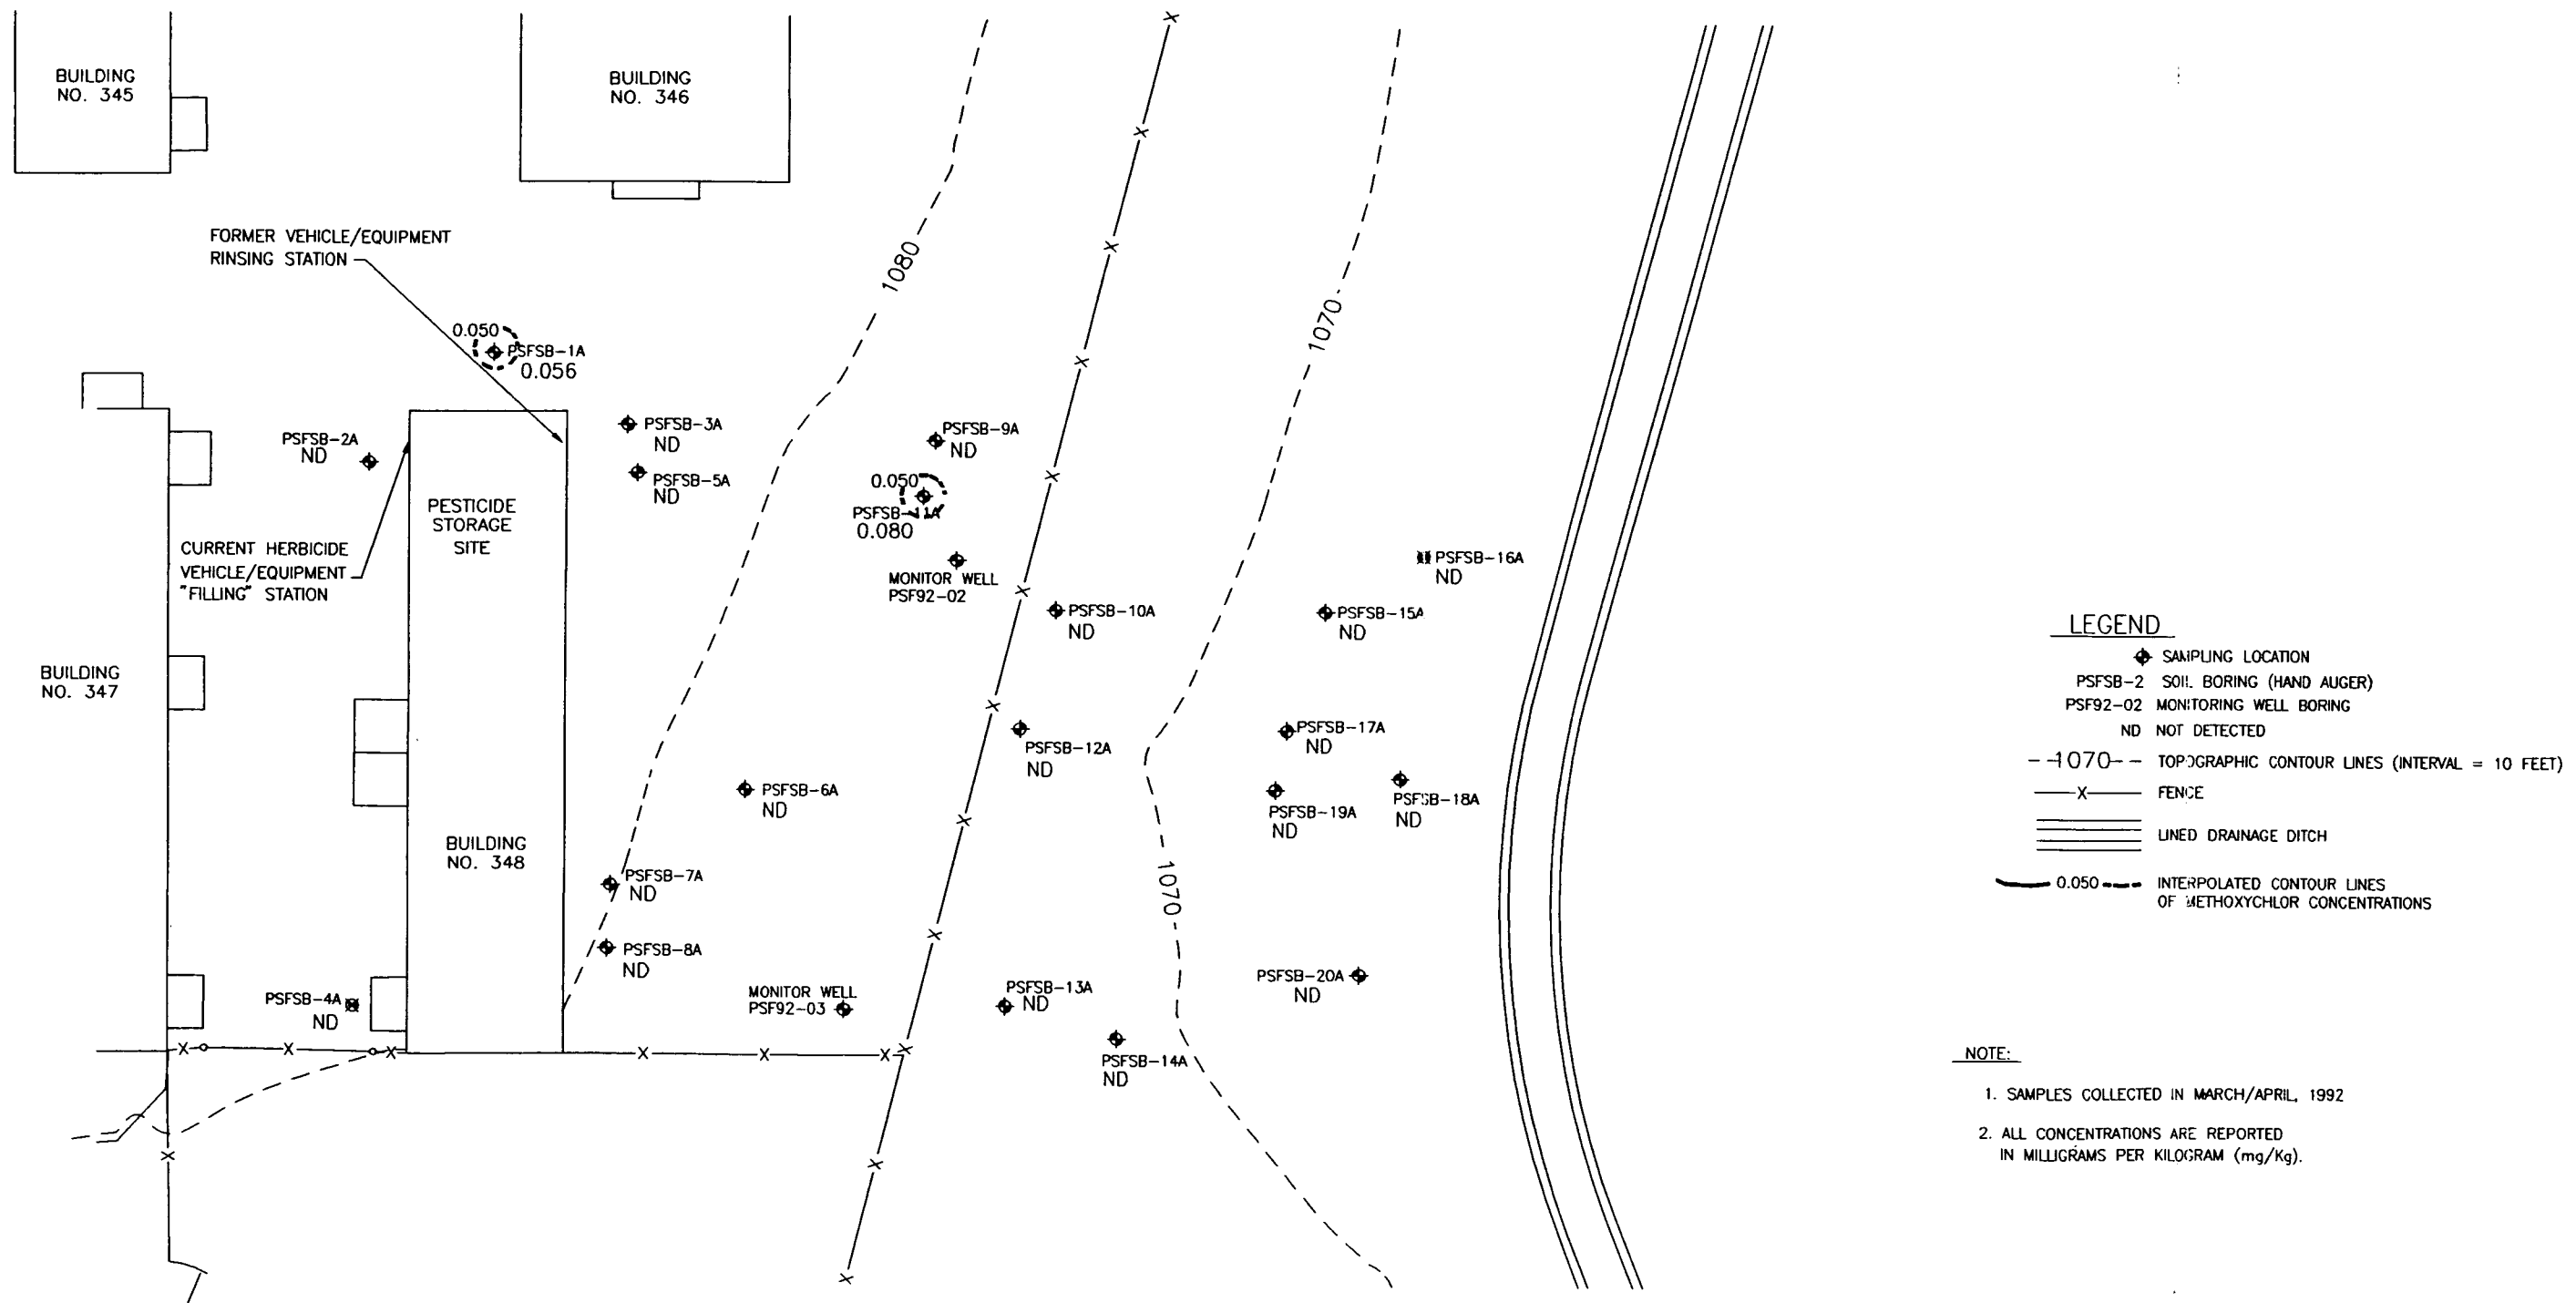 BUILDING
NO. 345
BUILDING
NO. 346
FORMER VEHICLE/EQUIPMENT
RINSING STATION
1080
1070
0.050
PSFSB-1A
0.056
PSFSB-2A
ND
PSFSB-3A
ND
PSFSB-5A
ND
PSFSB-9A
ND
0.050
PSFSB-11A
0.080
PESTICIDE
STORAGE
SITE
CURRENT HERBICIDE
VEHICLE/EQUIPMENT
"FILLING" STATION
MONITOR WELL
PSF92-02
PSFSB-10A
ND
PSFSB-16A
ND
PSFSB-15A
ND
BUILDING
NO. 347
PSFSB-12A
ND
PSFSB-17A
ND
PSFSB-6A
ND
PSFSB-19A
ND
PSFSB-18A
ND
BUILDING
NO. 348
PSFSB-7A
ND
1070
PSFSB-8A
ND
PSFSB-4A
ND
MONITOR WELL
PSF92-03
PSFSB-13A
ND
PSFSB-20A
ND
PSFSB-14A
ND
LEGEND
SAMPLING LOCATION
PSFSB-2 SOIL BORING (HAND AUGER)
PSF92-02 MONITORING WELL BORING
ND NOT DETECTED
1070 TOPOGRAPHIC CONTOUR LINES (INTERVAL = 10 FEET)
X FENCE
LINED DRAINAGE DITCH
0.050 INTERPOLATED CONTOUR LINES
OF METHOXYCHLOR CONCENTRATIONS
NOTE:
1. SAMPLES COLLECTED IN MARCH/APRIL, 1992
2. ALL CONCENTRATIONS ARE REPORTED
IN MILLIGRAMS PER KILOGRAM (mg/Kg).